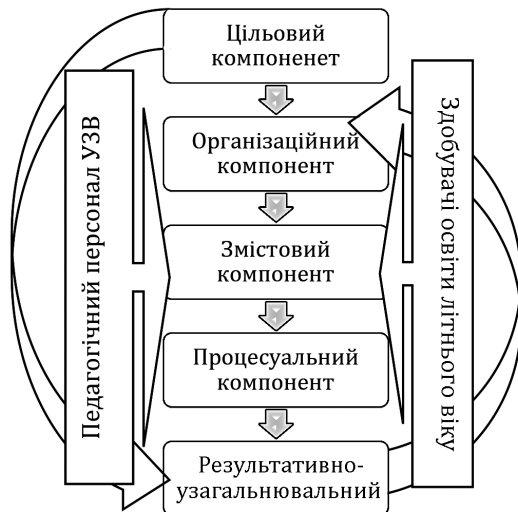 Цільовий
компоненет
Організаційний
компонент
Змістовий
компонент
Процесуальний
компонент
Результативно-
узагальнювальний
Педагогічний персонал УЗВ
Здобувачі освіти літнього віку